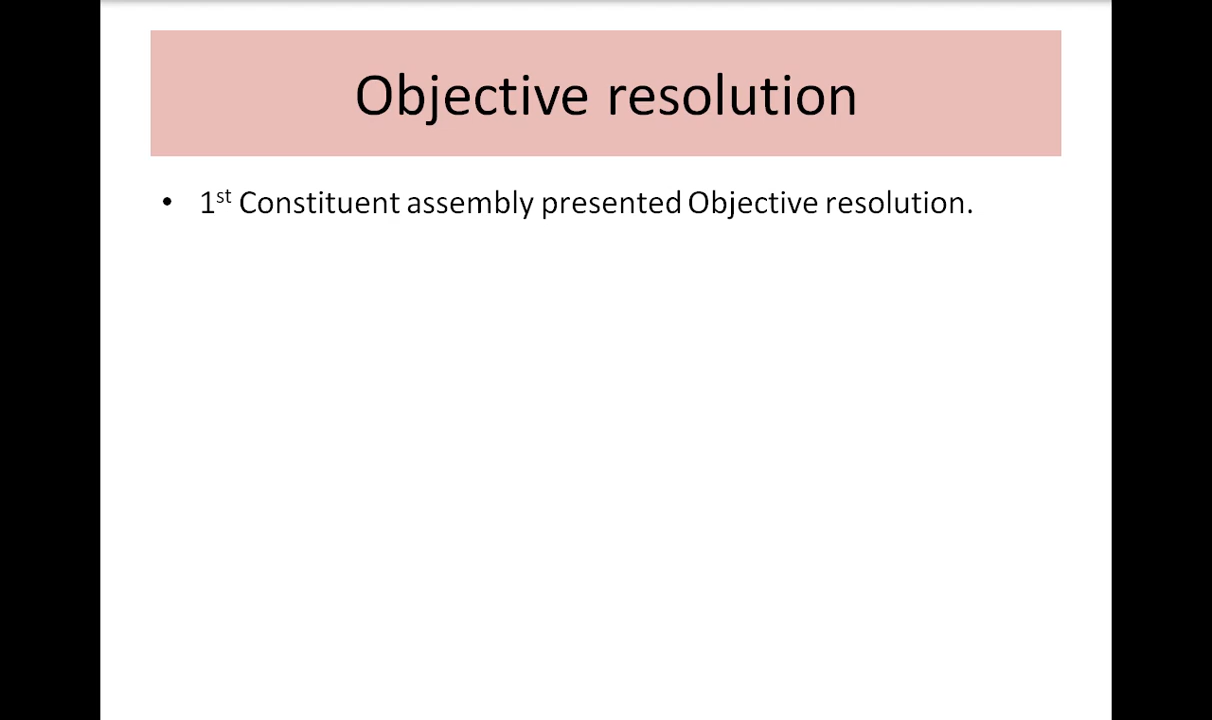 Objective resolution
• 1st Constituent assembly presented Objective resolution.